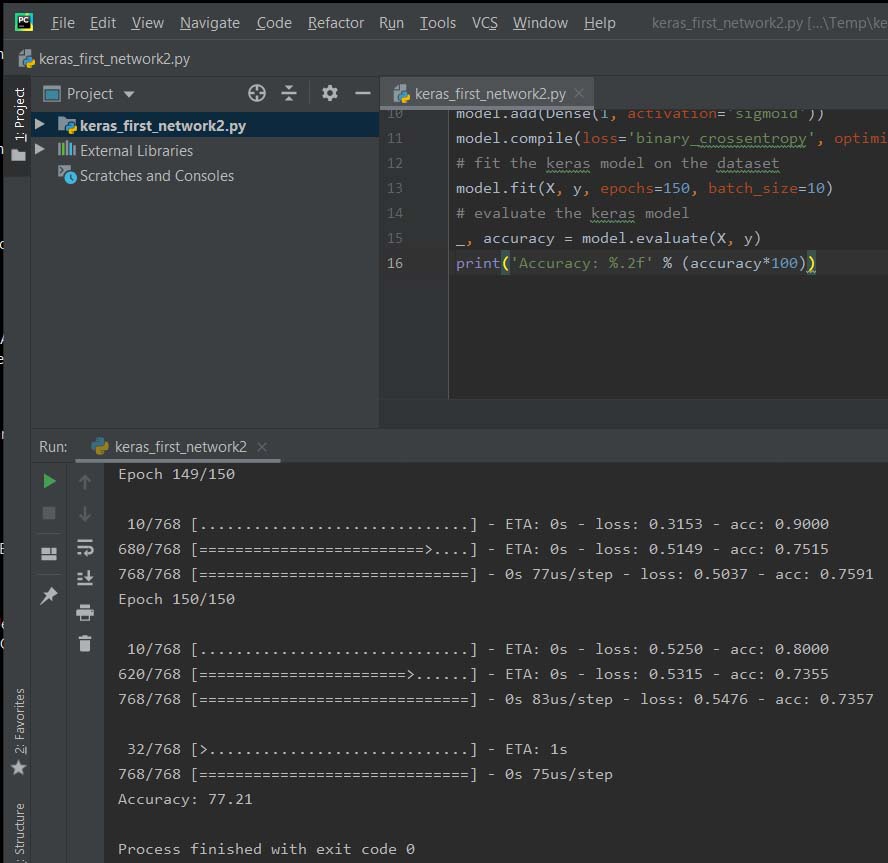 PC File Edit View Navigate Code Refactor Run Tools VCS Window Help keras_first_network2.py [...\Temp\ke
keras_first_network2.py
1: Project
Project
keras_first_network2.py
External Libraries
Scratches and Consoles
keras_first_network2.py
10 model.add(Dense(1, activation='sigmoid'))
11 model.compile(loss='binary_crossentropy', optimi
12 # fit the keras model on the dataset
13 model.fit(X, y, epochs=150, batch_size=10)
14 # evaluate the keras model
15 _, accuracy = model.evaluate(X, y)
16 print('Accuracy: %.2f' % (accuracy*100))
Run: keras_first_network2
Epoch 149/150
10/768 [..............................] - ETA: 0s - loss: 0.3153 - acc: 0.9000
680/768 [=========================>....] - ETA: 0s - loss: 0.5149 - acc: 0.7515
768/768 [==============================] - 0s 77us/step - loss: 0.5037 - acc: 0.7591
Epoch 150/150
10/768 [..............................] - ETA: 0s - loss: 0.5250 - acc: 0.8000
620/768 [=======================>......] - ETA: 0s - loss: 0.5315 - acc: 0.7355
768/768 [==============================] - 0s 83us/step - loss: 0.5476 - acc: 0.7357
32/768 [>.............................] - ETA: 1s
768/768 [==============================] - 0s 75us/step
Accuracy: 77.21
Process finished with exit code 0
2: Favorites
: Structure